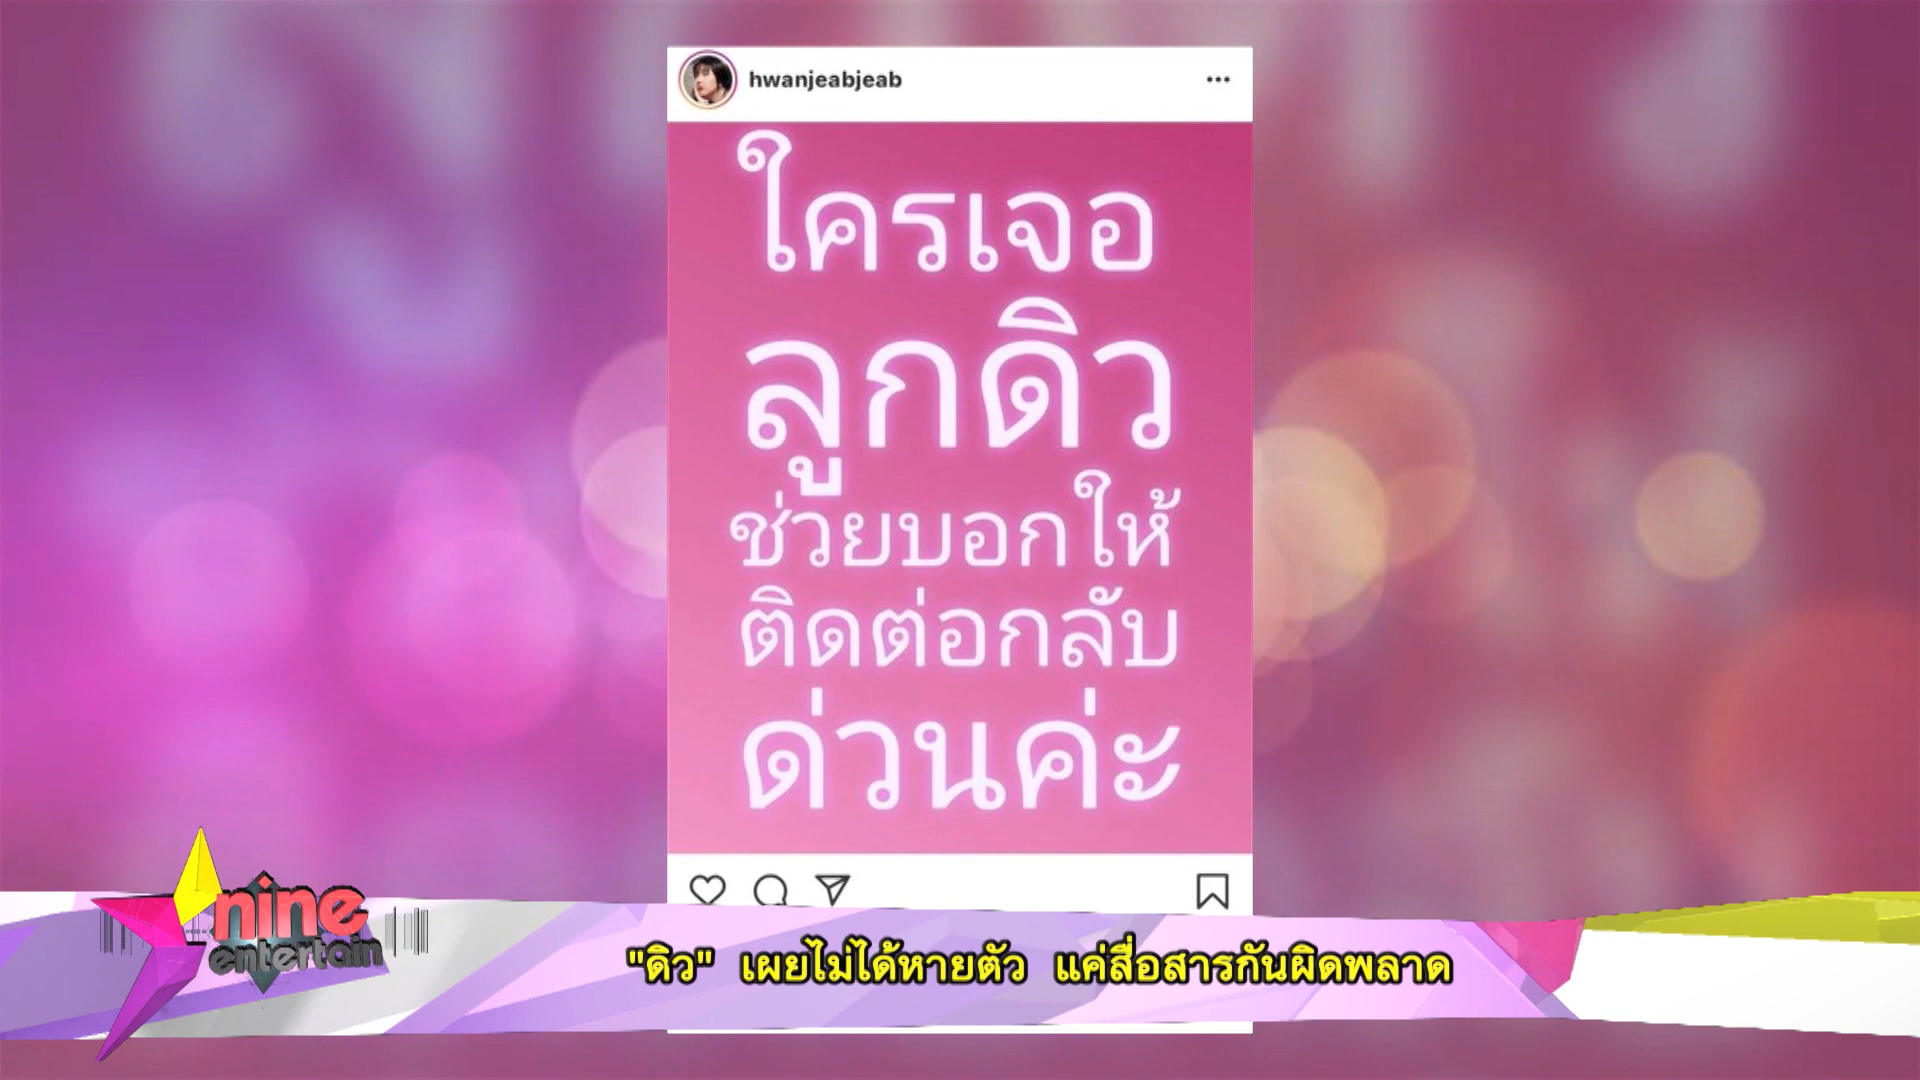 hwanjeabjeab
ใครเจอ
ลูกดิว
ช่วยบอกให้
ติดต่อกลับ
ด่วนค่ะ
nine
entertain
"ดิว" เผยไม่ได้หายตัว แค่สื่อสารกันผิดพลาด